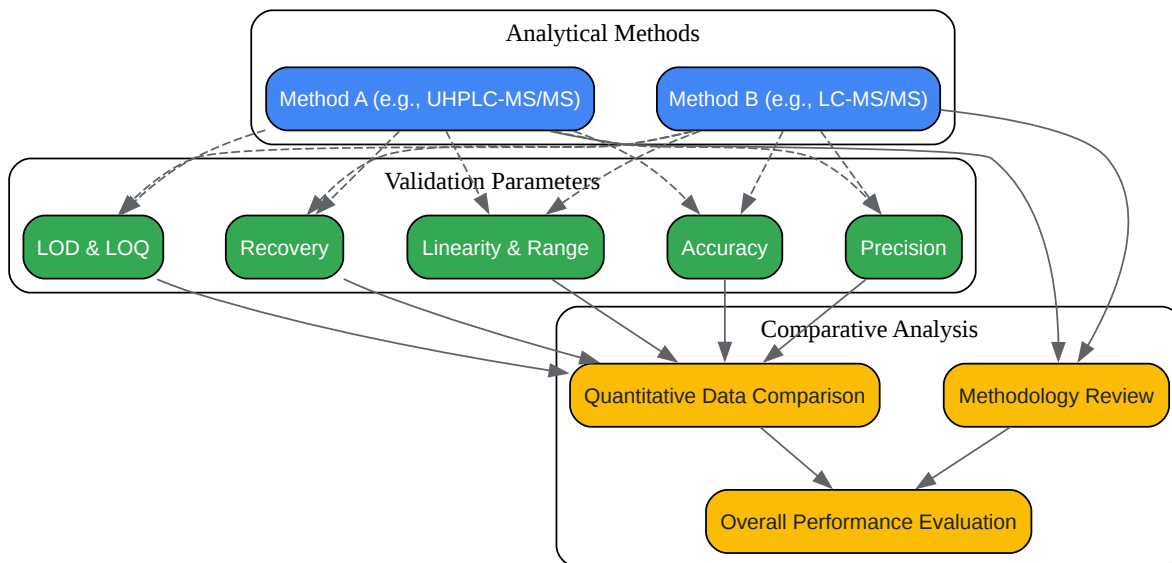 Analytical Methods
Method A (e.g., UHPLC-MS/MS)
Method B (e.g., LC-MS/MS)
Validation Parameters
LOD & LOQ
Recovery
Linearity & Range
Accuracy
Precision
Comparative Analysis
Quantitative Data Comparison
Methodology Review
Overall Performance Evaluation